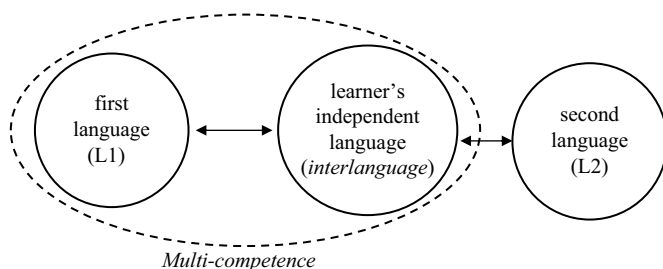 first
language
(L1)
learner's
independent
language
(interlanguage)
second
language
(L2)
Multi-competence